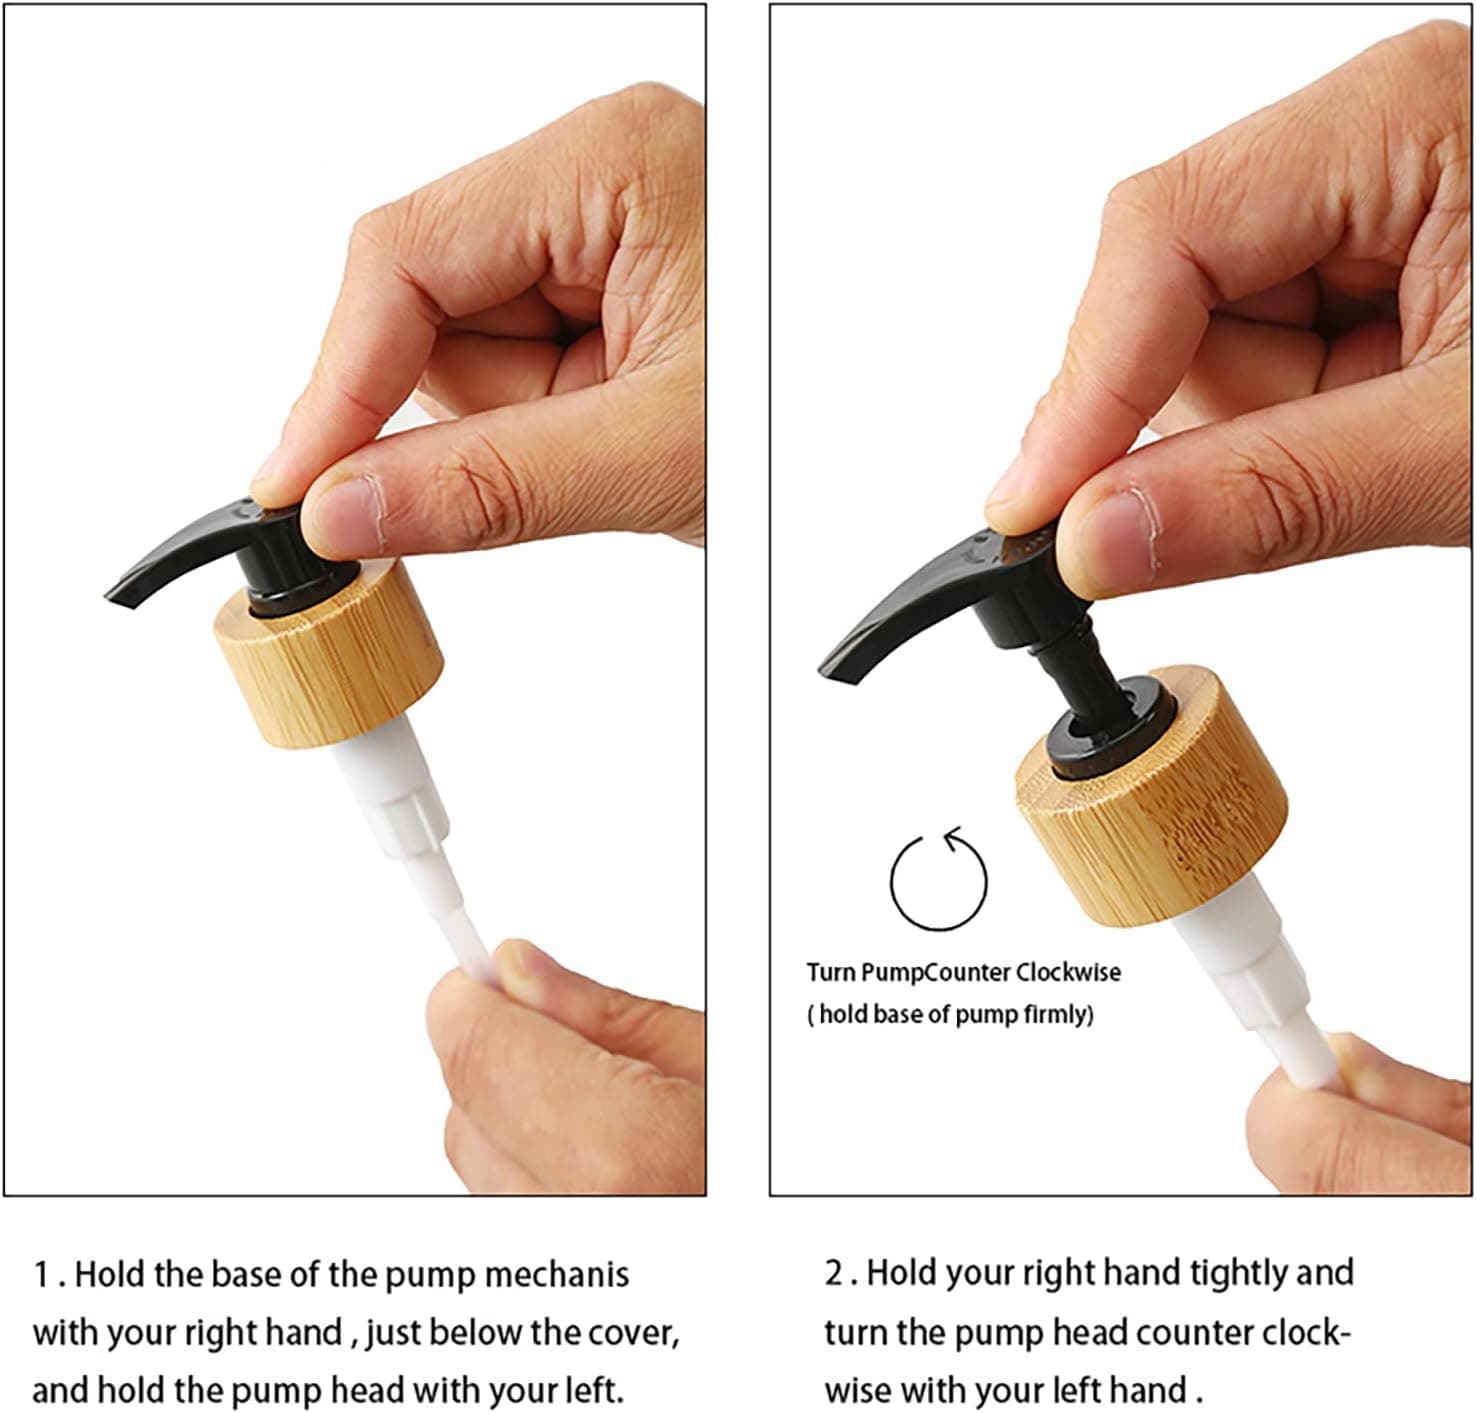 Turn PumpCounter Clockwise
( hold base of pump firmly)
1 . Hold the base of the pump mechanis
with your right hand , just below the cover,
and hold the pump head with your left.
2 . Hold your right hand tightly and
turn the pump head counter clock-
wise with your left hand .